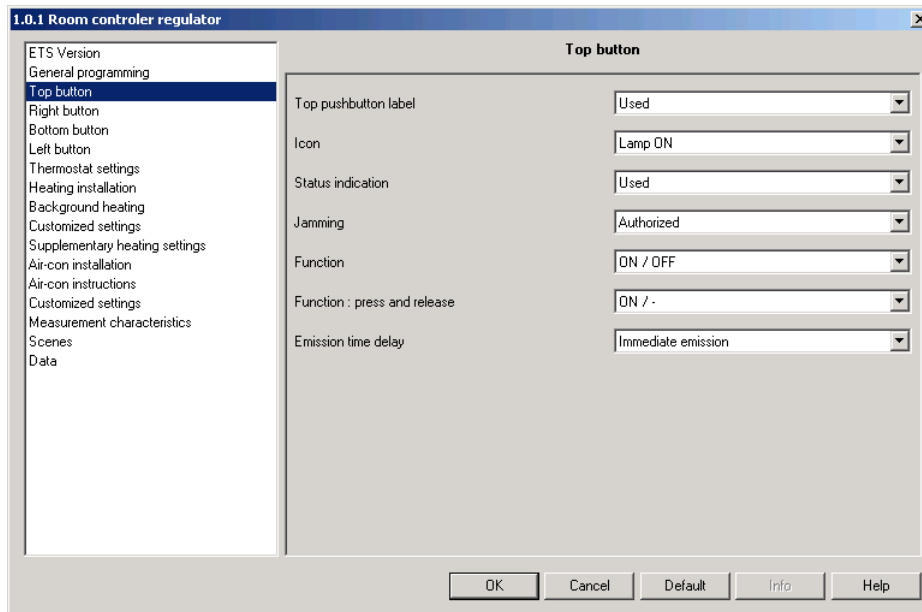 1.0.1 Room controler regulator
ETS Version
General programming
Top button
Right button
Bottom button
Left button
Thermostat settings
Heating installation
Background heating
Customized settings
Supplementary heating settings
Air-con installation
Air-con instructions
Customized settings
Measurement characteristics
Scenes
Data
Top button
Top pushbutton label Used
Icon Lamp ON
Status indication Used
Jamming Authorized
Function ON / OFF
Function : press and release ON / -
Emission time delay Immediate emission
OK Cancel Default Info Help